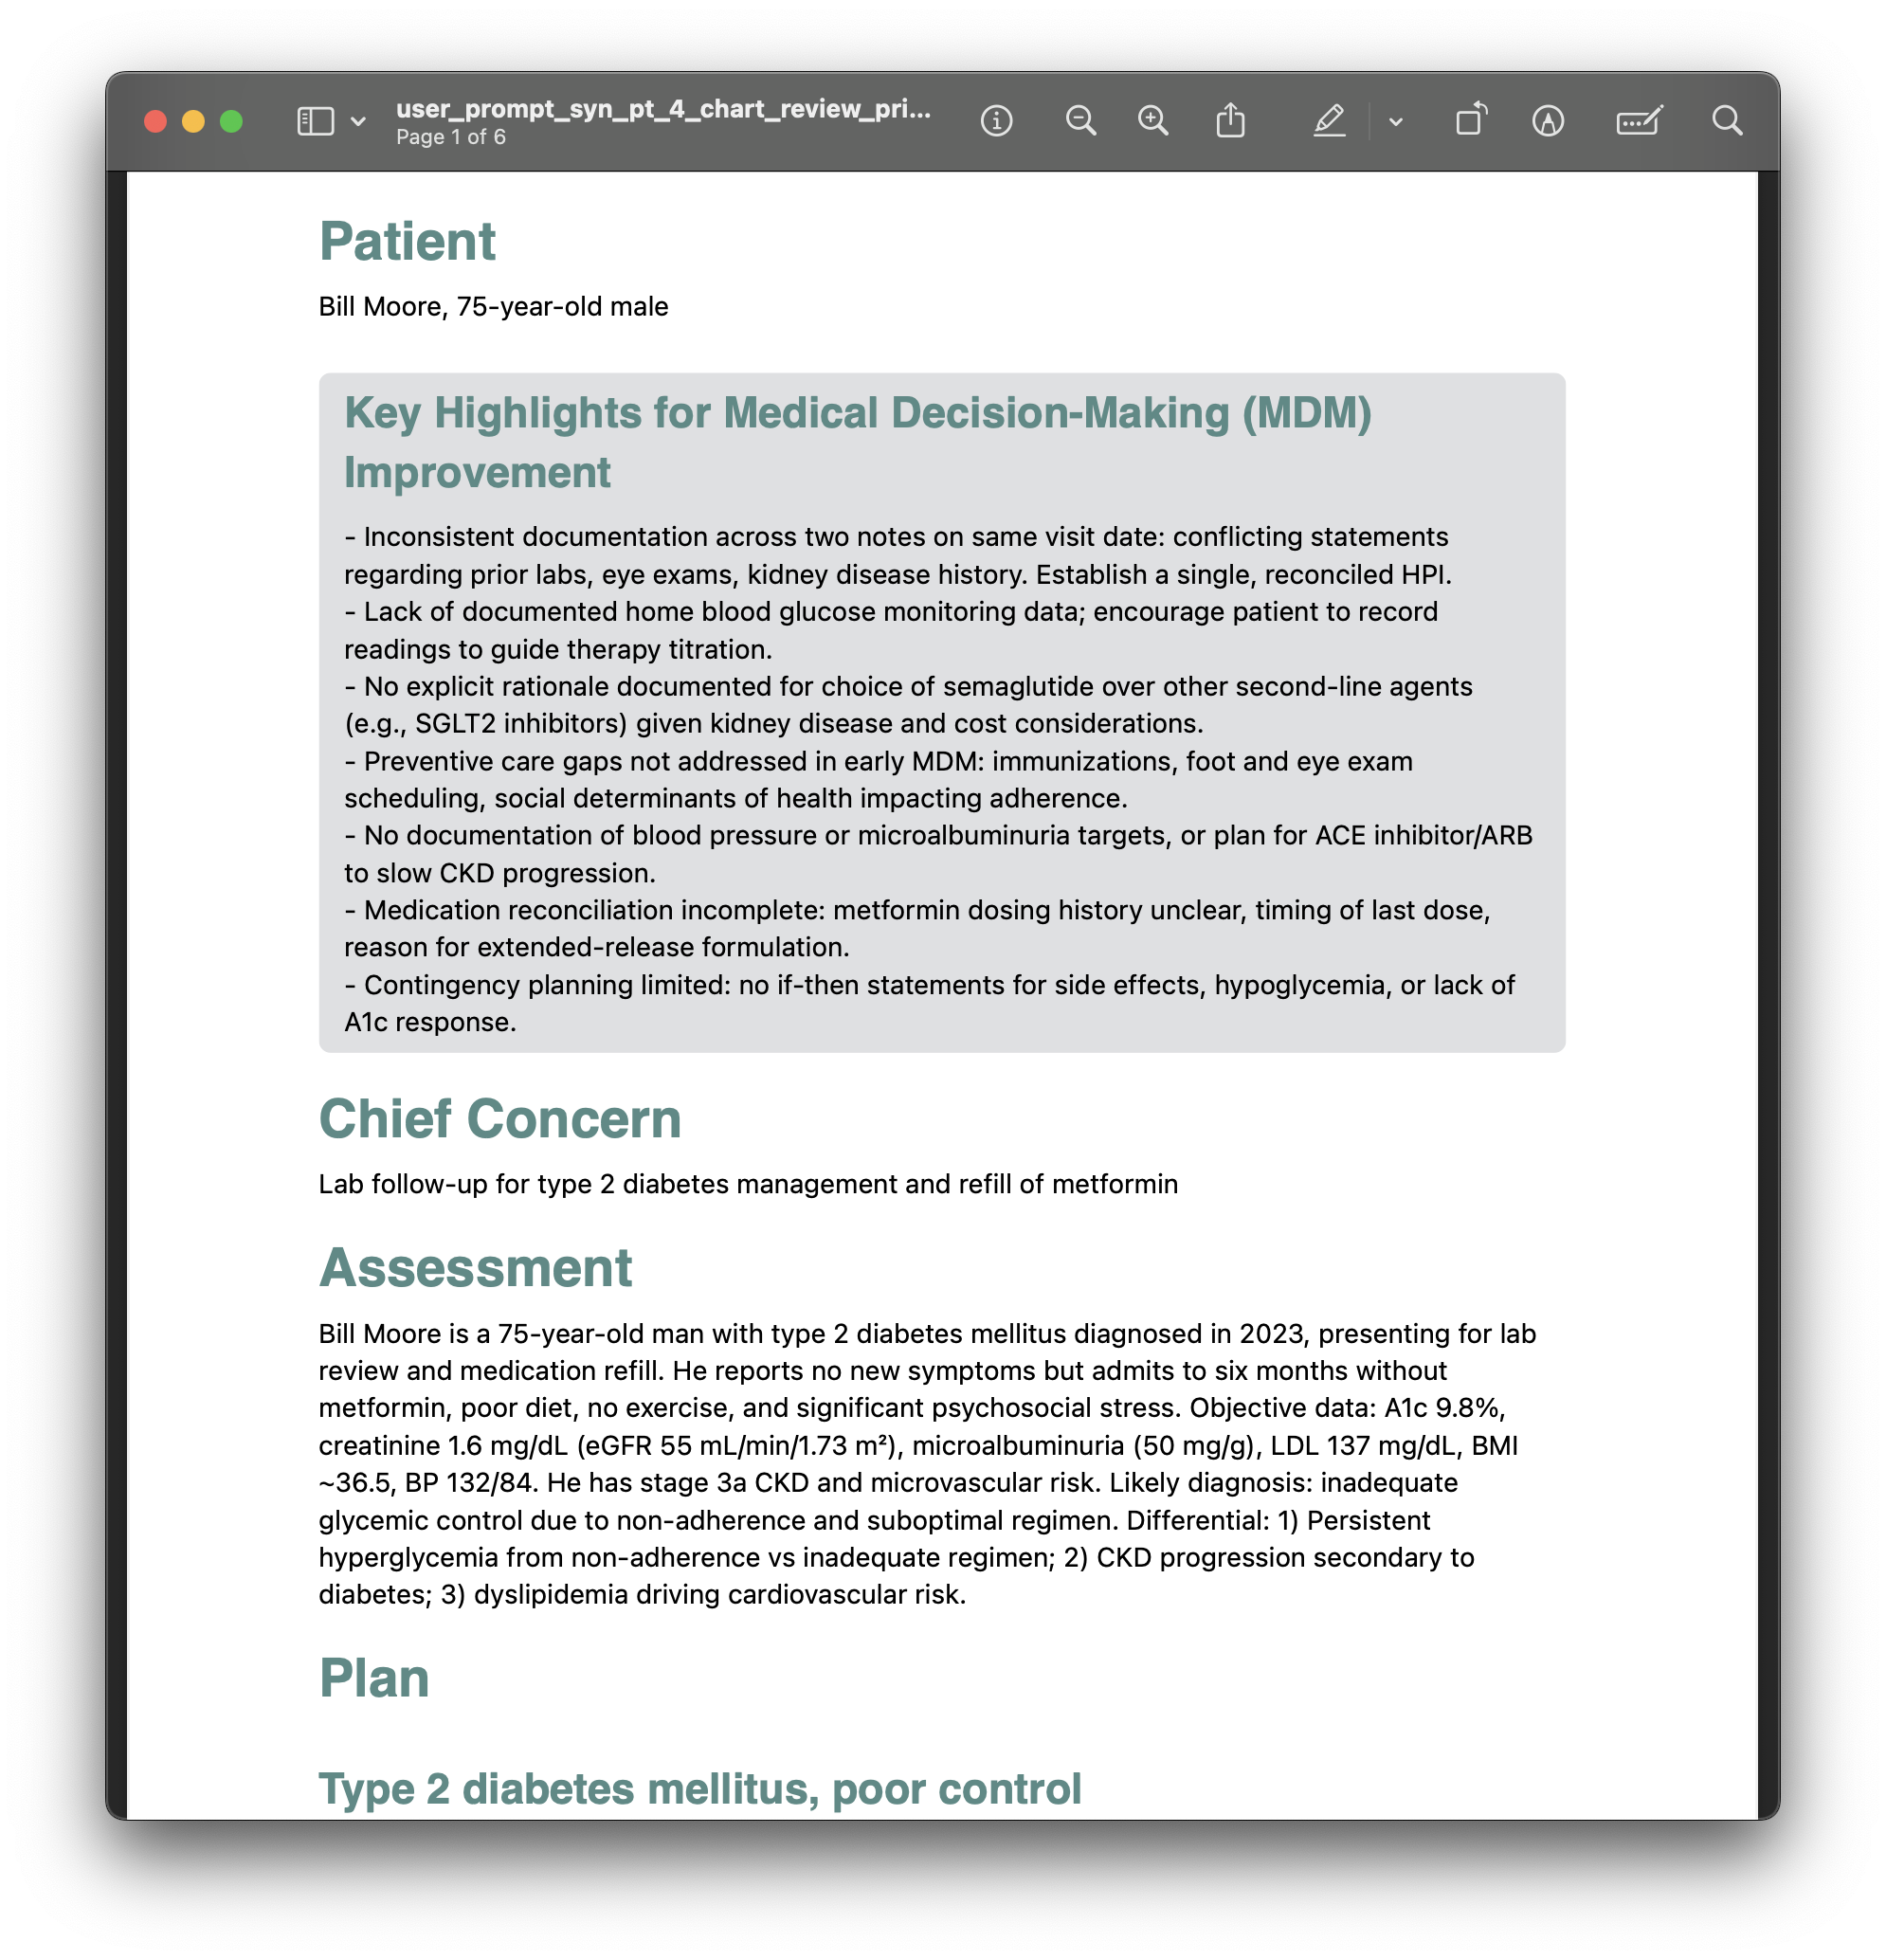 user_prompt_syn_pt_4_chart_review_pri...
Page 1 of 6
Patient
Bill Moore, 75-year-old male
Key Highlights for Medical Decision-Making (MDM)
Improvement
- Inconsistent documentation across two notes on same visit date: conflicting statements
regarding prior labs, eye exams, kidney disease history. Establish a single, reconciled HPI.
- Lack of documented home blood glucose monitoring data; encourage patient to record
readings to guide therapy titration.
- No explicit rationale documented for choice of semaglutide over other second-line agents
(e.g., SGLT2 inhibitors) given kidney disease and cost considerations.
- Preventive care gaps not addressed in early MDM: immunizations, foot and eye exam
scheduling, social determinants of health impacting adherence.
- No documentation of blood pressure or microalbuminuria targets, or plan for ACE inhibitor/ARB
to slow CKD progression.
- Medication reconciliation incomplete: metformin dosing history unclear, timing of last dose,
reason for extended-release formulation.
- Contingency planning limited: no if-then statements for side effects, hypoglycemia, or lack of
A1c response.
Chief Concern
Lab follow-up for type 2 diabetes management and refill of metformin
Assessment
Bill Moore is a 75-year-old man with type 2 diabetes mellitus diagnosed in 2023, presenting for lab
review and medication refill. He reports no new symptoms but admits to six months without
metformin, poor diet, no exercise, and significant psychosocial stress. Objective data: A1c 9.8%,
creatinine 1.6 mg/dL (eGFR 55 mL/min/1.73 m²), microalbuminuria (50 mg/g), LDL 137 mg/dL, BMI
~36.5, BP 132/84. He has stage 3a CKD and microvascular risk. Likely diagnosis: inadequate
glycemic control due to non-adherence and suboptimal regimen. Differential: 1) Persistent
hyperglycemia from non-adherence vs inadequate regimen; 2) CKD progression secondary to
diabetes; 3) dyslipidemia driving cardiovascular risk.
Plan
Type 2 diabetes mellitus, poor control